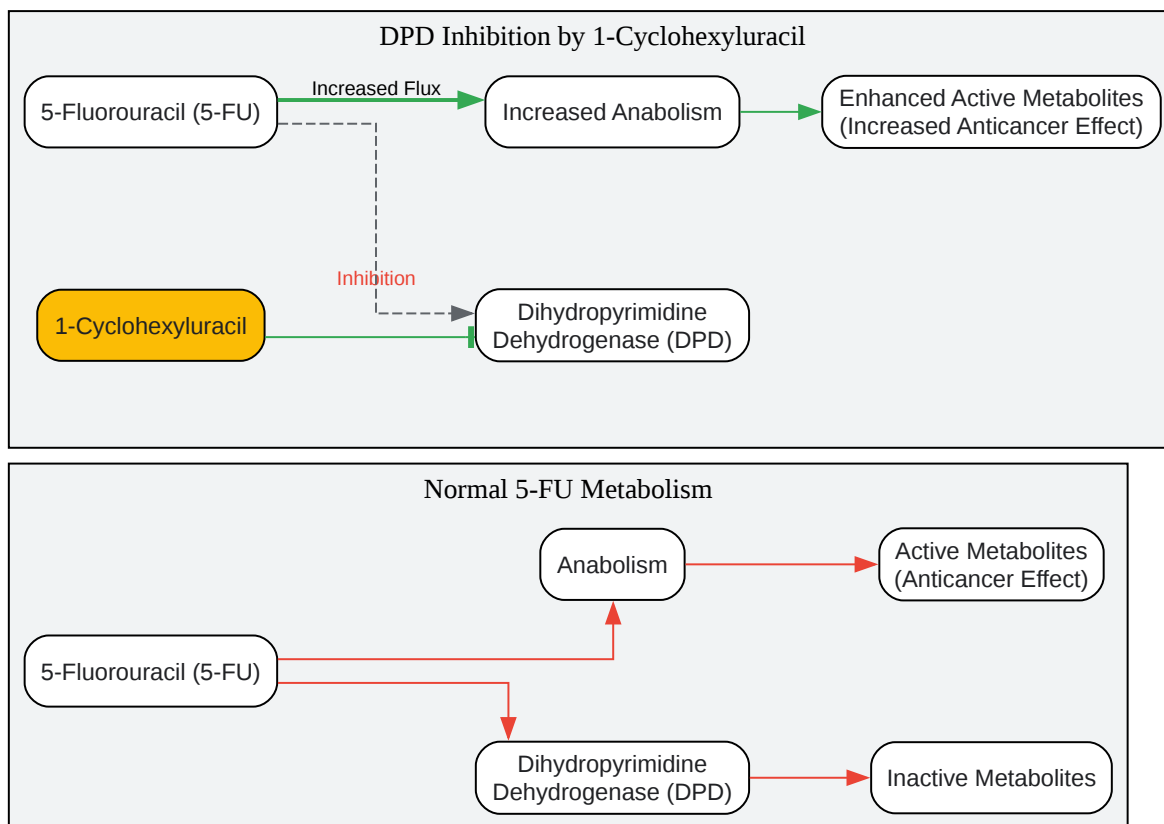 DPD Inhibition by 1-Cyclohexyluracil
5-Fluorouracil (5-FU)
Increased Flux
Increased Anabolism
Enhanced Active Metabolites
(Increased Anticancer Effect)
Inhibition
1-Cyclohexyluracil
Dihydropyrimidine
Dehydrogenase (DPD)
Normal 5-FU Metabolism
Anabolism
Active Metabolites
(Anticancer Effect)
5-Fluorouracil (5-FU)
Dihydropyrimidine
Dehydrogenase (DPD)
Inactive Metabolites